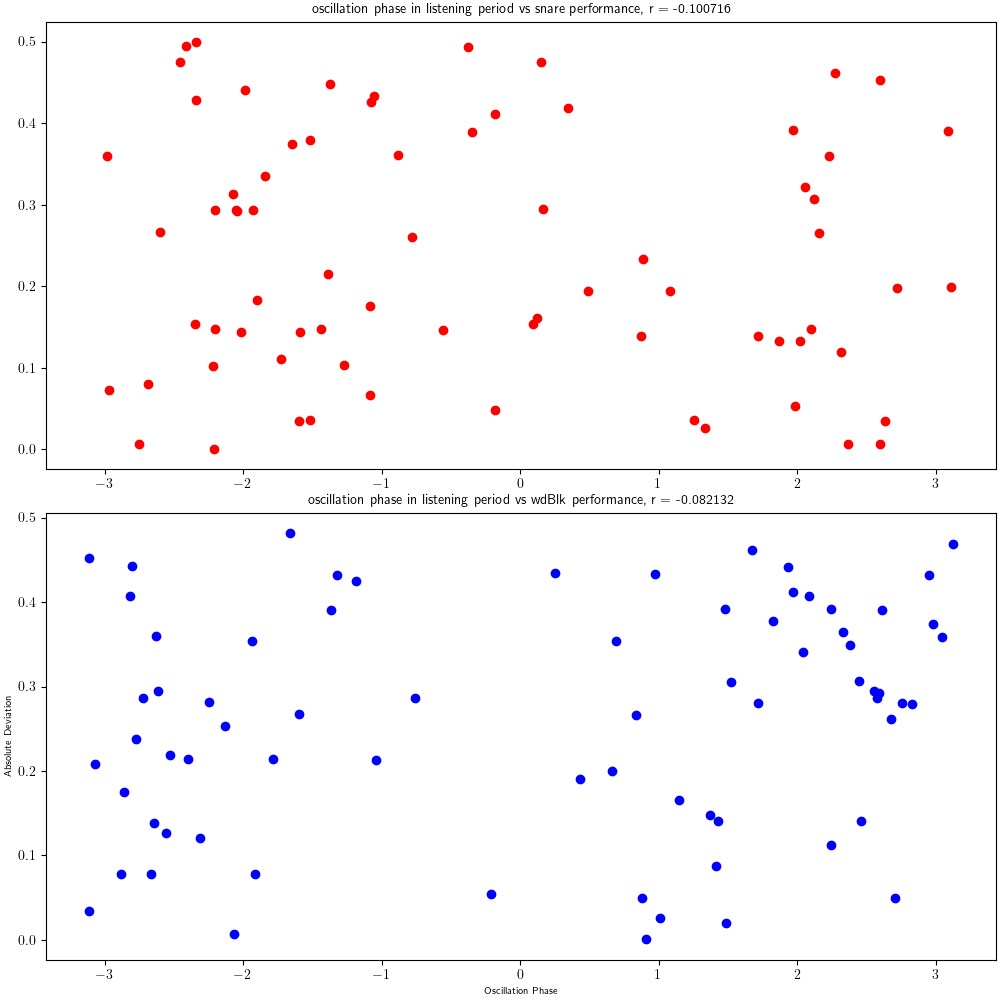 oscillation phase in listening period vs snare performance, r = -0.100716
0.5
0.4
0.3
0.2
0.1
0.0
−3 −2 −1 0 1 2 3
oscillation phase in listening period vs wdBlk performance, r = -0.082132
0.5
0.4
0.3
0.2
0.1
0.0
Absolute Deviation
−3 −2 −1 0 1 2 3
Oscillation Phase